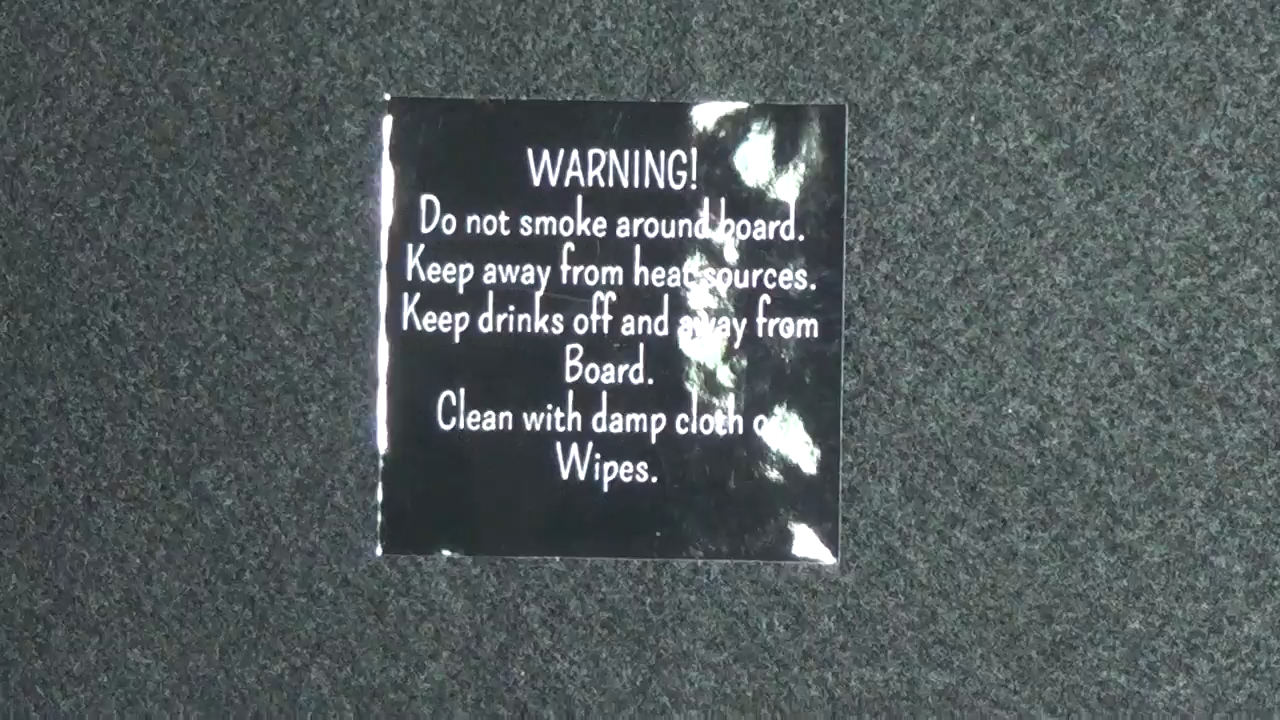 WARNING!
Do not smoke around board.
Keep away from heat sources.
Keep drinks off and away from
Board.
Clean with damp cloth
Wipes.